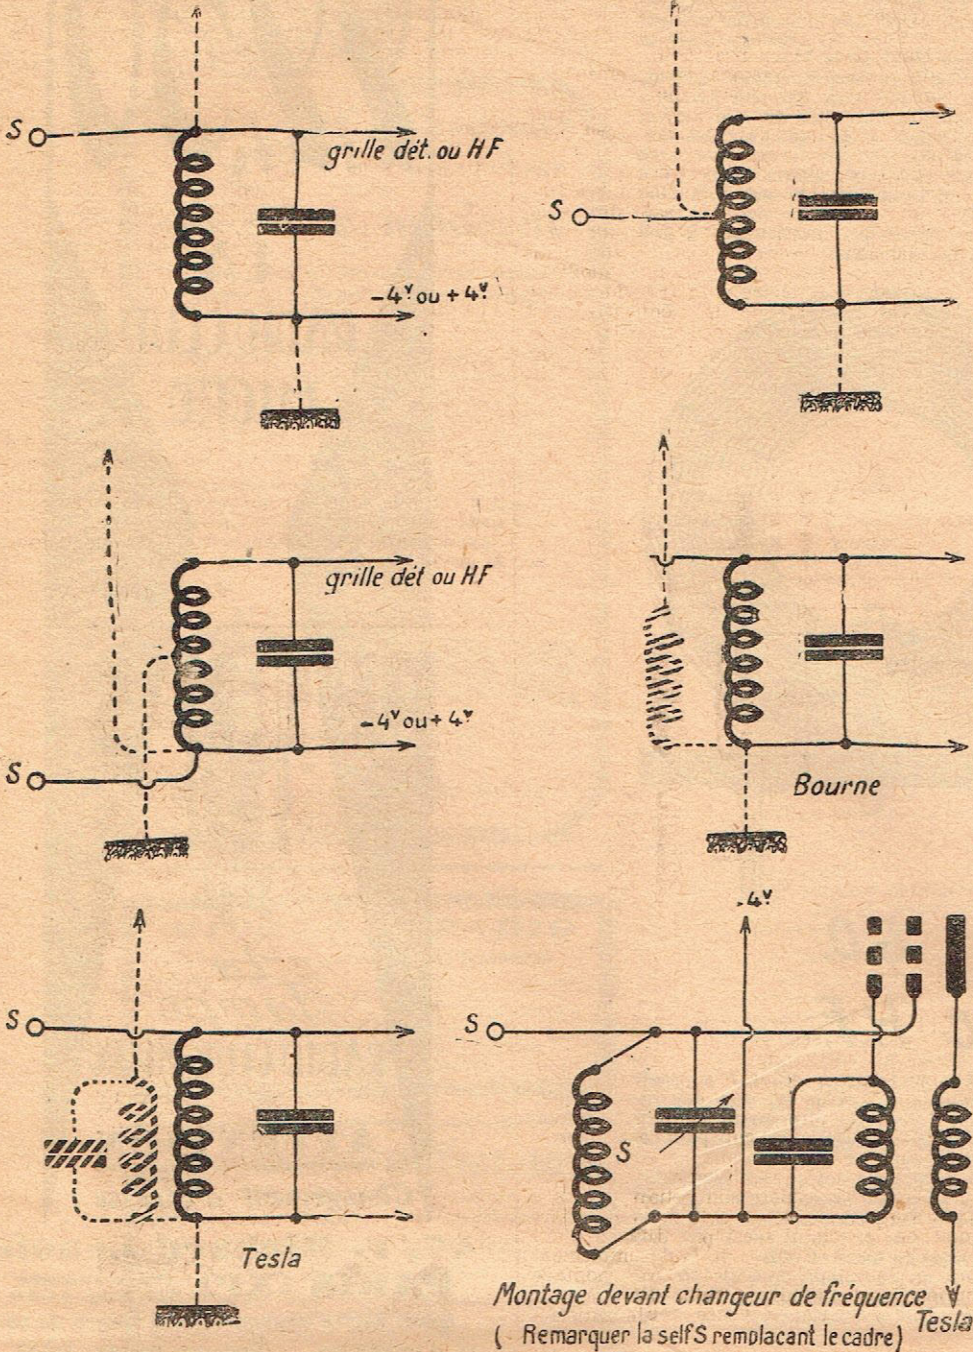 S
grille dét. ou HF
-4v ou +4v
S
grille dét ou HF
-4v ou +4v
S
Bourne
S
Tesla
-4v
S
S
Montage devant changeur de fréquence
Tesla
( Remarquer la self S remplacant le cadre)